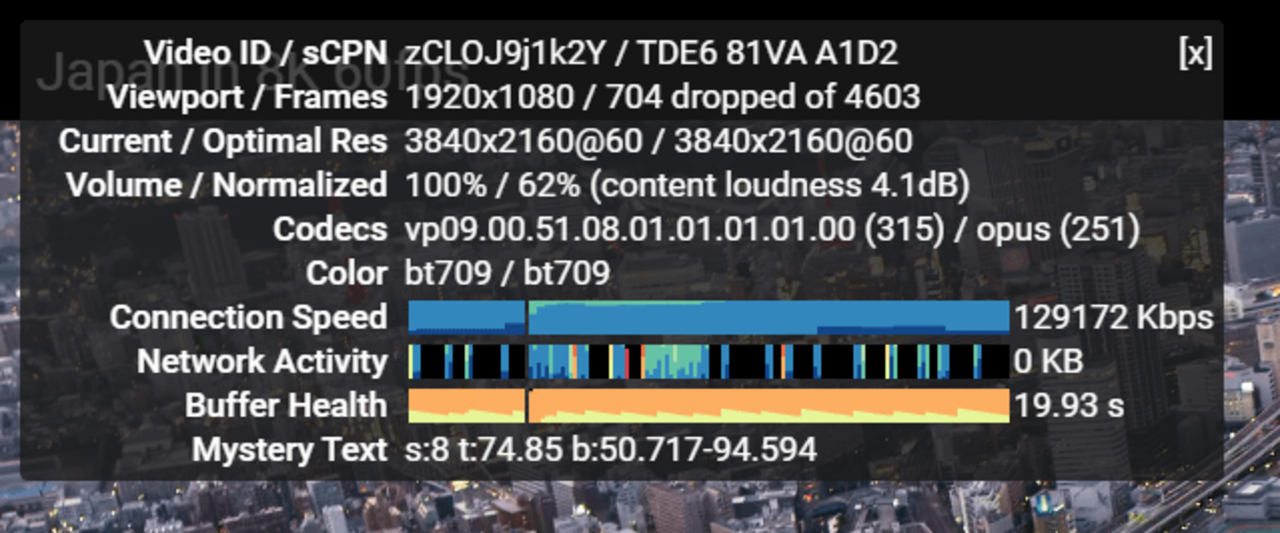 Japan in 8K 60fps
Video ID / sCPN zCLOJ9j1k2Y / TDE6 81VA A1D2 [x]
Viewport / Frames 1920x1080 / 704 dropped of 4603
Current / Optimal Res 3840x2160@60 / 3840x2160@60
Volume / Normalized 100% / 62% (content loudness 4.1dB)
Codecs vp09.00.51.08.01.01.01.01.00 (315) / opus (251)
Color bt709 / bt709
Connection Speed 129172 Kbps
Network Activity 0 KB
Buffer Health 19.93 s
Mystery Text s:8 t:74.85 b:50.717-94.594